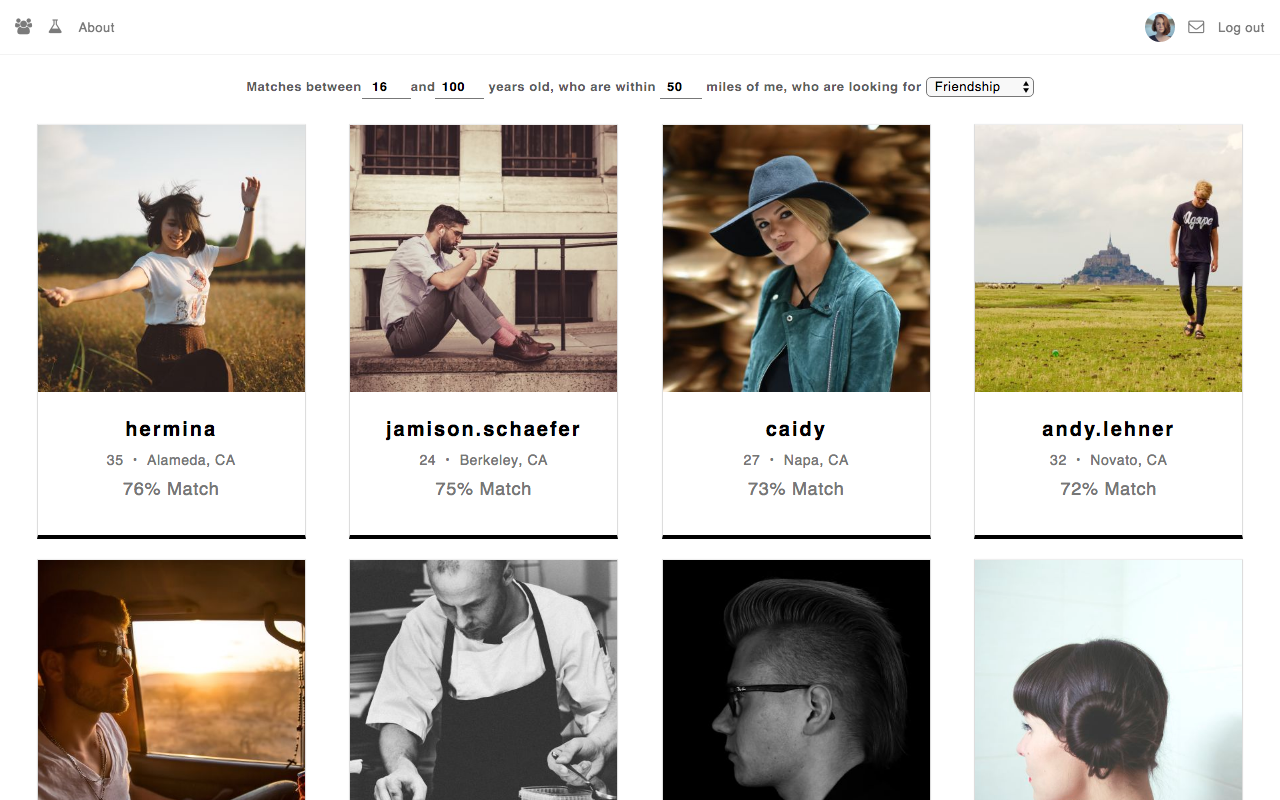 About
Log out
Matches between 16 and 100 years old, who are within 50 miles of me, who are looking for Friendship
Agape
hermina
35 · Alameda, CA
76% Match
jamison.schaefer
24 · Berkeley, CA
75% Match
caidy
27 · Napa, CA
73% Match
andy.lehner
32 · Novato, CA
72% Match